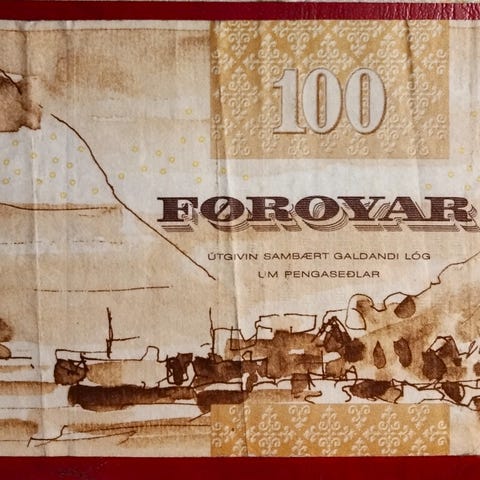 100
FØROYAR
ÚTGIVIN SAMBÆRT GALDANDI LÓG
UM PENGASEÐLAR